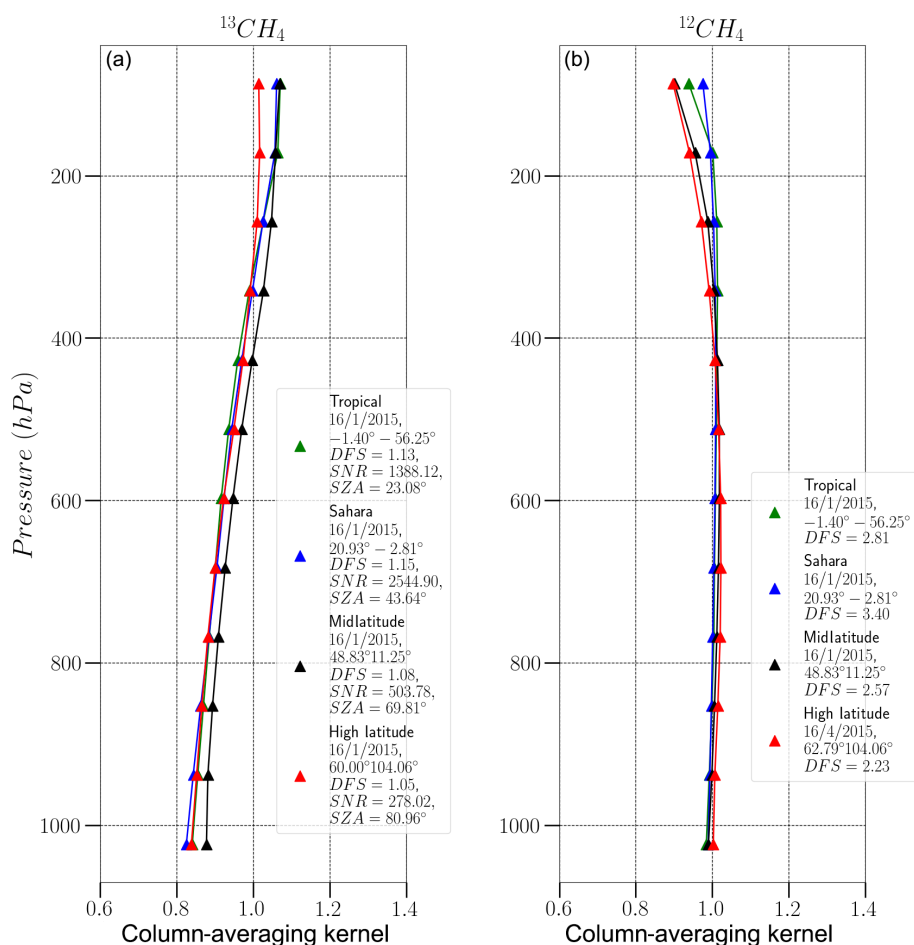 ¹³CH₄
(a)
Pressure (hPa)
200
400
600
800
1000
0.6
0.8
1.0
1.2
1.4
Column-averaging kernel
Tropical
16/1/2015,
−1.40° − 56.25°
DFS = 1.13,
SNR = 1388.12,
SZA = 23.08°
Sahara
16/1/2015,
20.93° − 2.81°
DFS = 1.15,
SNR = 2544.90,
SZA = 43.64°
Midlatitude
16/1/2015,
48.83°11.25°
DFS = 1.08,
SNR = 503.78,
SZA = 69.81°
High latitude
16/1/2015,
60.00°104.06°
DFS = 1.05,
SNR = 278.02,
SZA = 80.96°
¹²CH₄
(b)
200
400
600
800
1000
0.6
0.8
1.0
1.2
1.4
Column-averaging kernel
Tropical
16/1/2015,
−1.40° − 56.25°
DFS = 2.81
Sahara
16/1/2015,
20.93° − 2.81°
DFS = 3.40
Midlatitude
16/1/2015,
48.83°11.25°
DFS = 2.57
High latitude
16/4/2015,
62.79°104.06°
DFS = 2.23